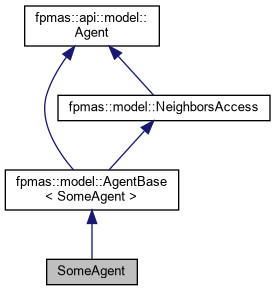 fpmas::api::model::
Agent
fpmas::model::NeighborsAccess
fpmas::model::AgentBase
< SomeAgent >
SomeAgent